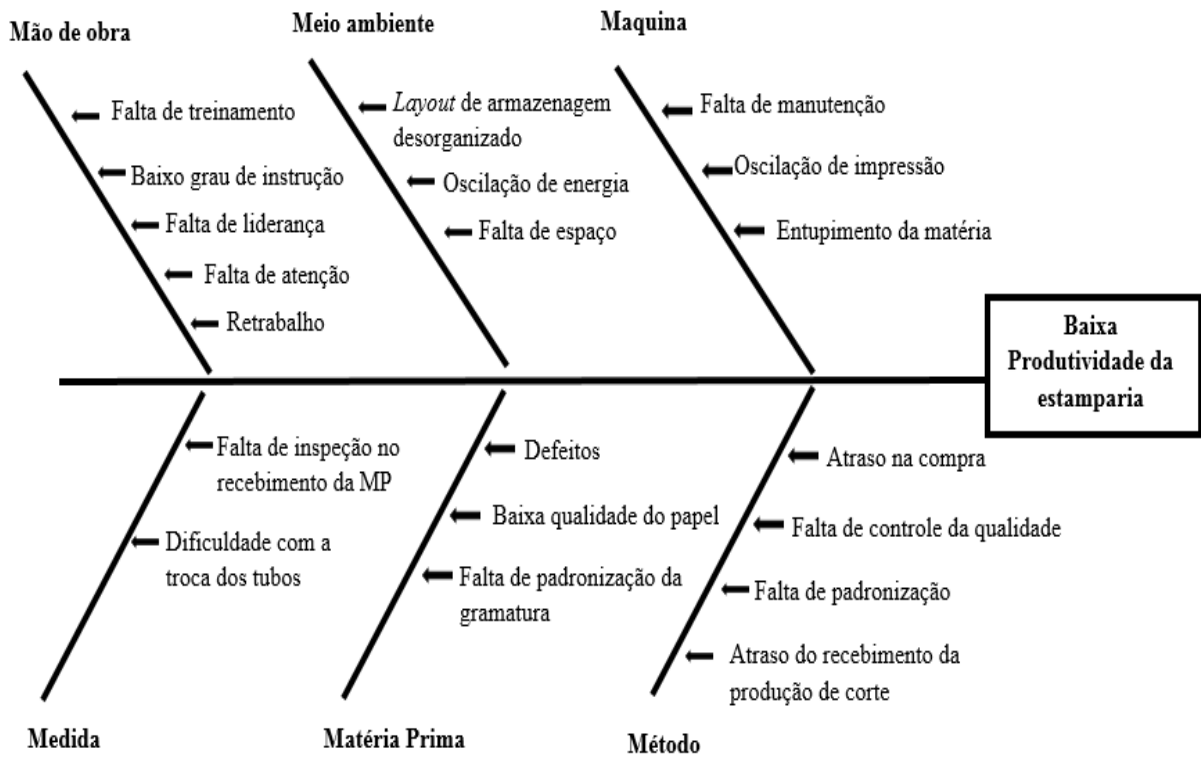 Mão de obra
Falta de treinamento
Baixo grau de instrução
Falta de liderança
Falta de atenção
Retrabalho
Meio ambiente
Layout de armazenagem
desorganizado
Oscilação de energia
Falta de espaço
Maquina
Falta de manutenção
Oscilação de impressão
Entupimento da matéria
Baixa
Produtividade da
estamparia
Falta de inspeção no
recebimento da MP
Dificuldade com a
troca dos tubos
Medida
Defeitos
Baixa qualidade do papel
Falta de padronização da
gramatura
Matéria Prima
Atraso na compra
Falta de controle da qualidade
Falta de padronização
Atraso do recebimento da
produção de corte
Método